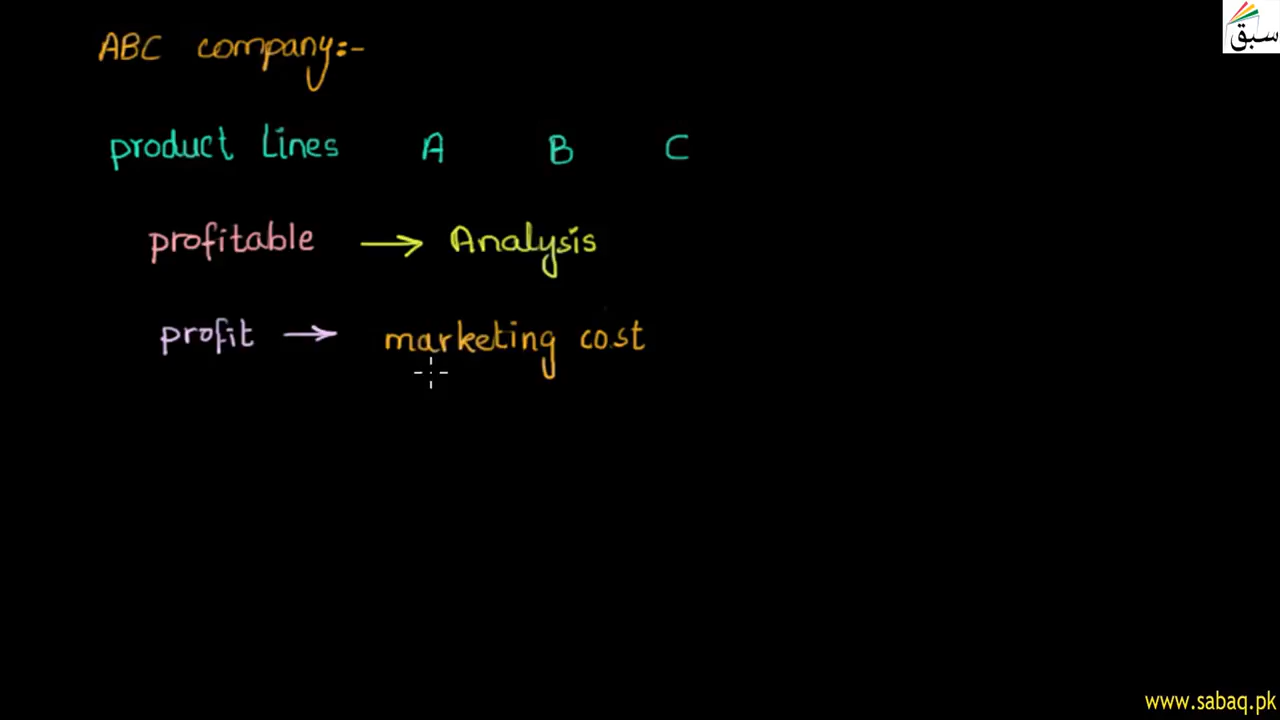 سبق
ABC company:-
product Lines A B C
profitable → Analysis
profit → marketing cost
www.sabaq.pk